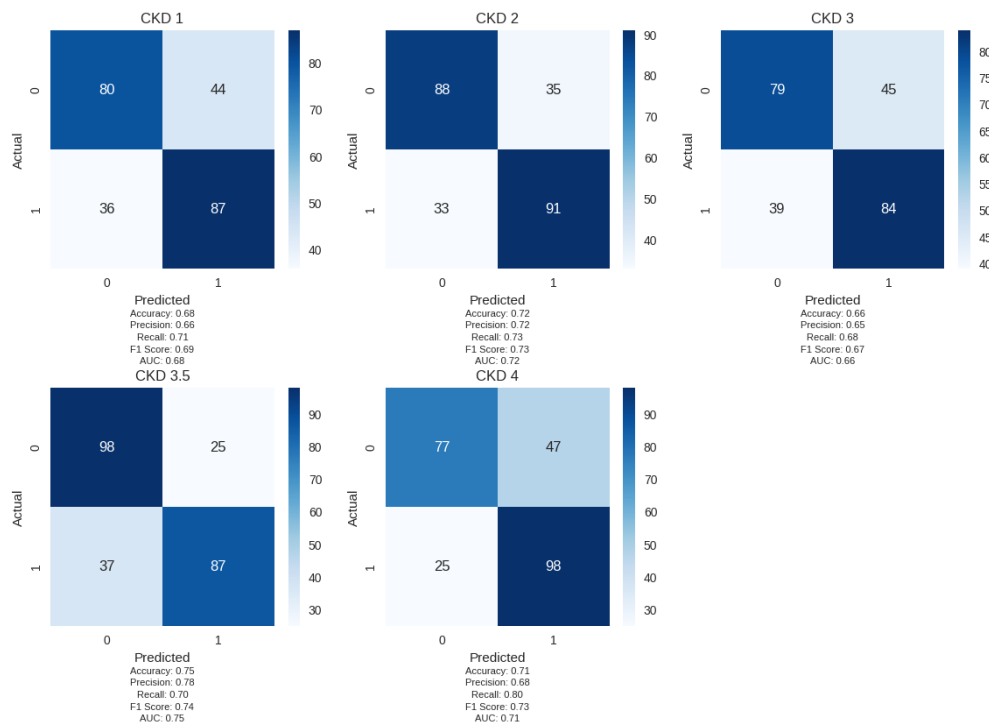 CKD 1
80 44
36 87
0
1
Actual
0 1
Predicted
80
70
60
50
40
Accuracy: 0.68
Precision: 0.66
Recall: 0.71
F1 Score: 0.69
AUC: 0.68
CKD 2
88 35
33 91
0
1
Actual
0 1
Predicted
90
80
70
60
50
40
Accuracy: 0.72
Precision: 0.72
Recall: 0.73
F1 Score: 0.73
AUC: 0.72
CKD 3
79 45
39 84
0
1
Actual
0 1
Predicted
80
75
70
65
60
55
50
45
40
Accuracy: 0.66
Precision: 0.65
Recall: 0.68
F1 Score: 0.67
AUC: 0.66
CKD 3.5
98 25
37 87
0
1
Actual
0 1
Predicted
90
80
70
60
50
40
30
Accuracy: 0.75
Precision: 0.78
Recall: 0.70
F1 Score: 0.74
AUC: 0.75
CKD 4
77 47
25 98
0
1
Actual
0 1
Predicted
90
80
70
60
50
40
30
Accuracy: 0.71
Precision: 0.68
Recall: 0.80
F1 Score: 0.73
AUC: 0.71